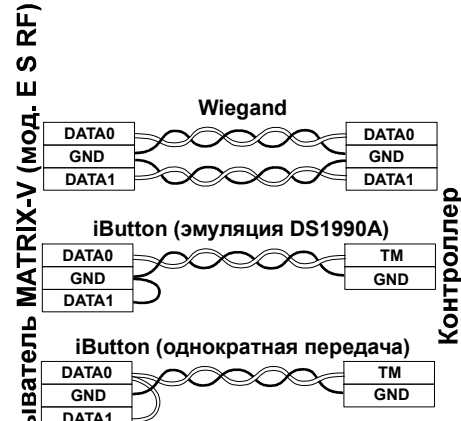 MATRIX-V (мод. E S RF)
Wiegand
DATA0 DATA0
GND GND
DATA1 DATA1
iButton (эмуляция DS1990A)
DATA0 TM
GND GND
DATA1
iButton (однократная передача)
DATA0 TM
GND GND
DATA1
Контроллер